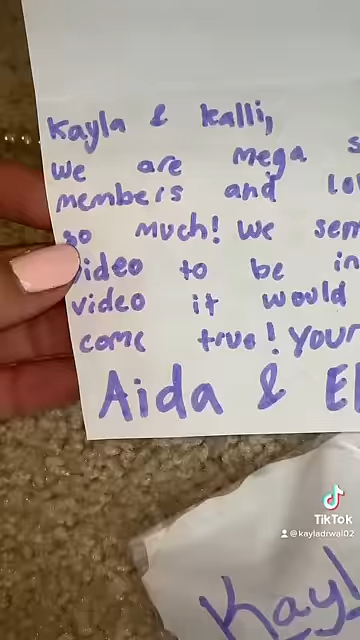 Kayla & Kalli,
we are mega
members and
so much! We
video to be in
video it would
come true! Your
Aida &
TikTok
@kayladrwal02